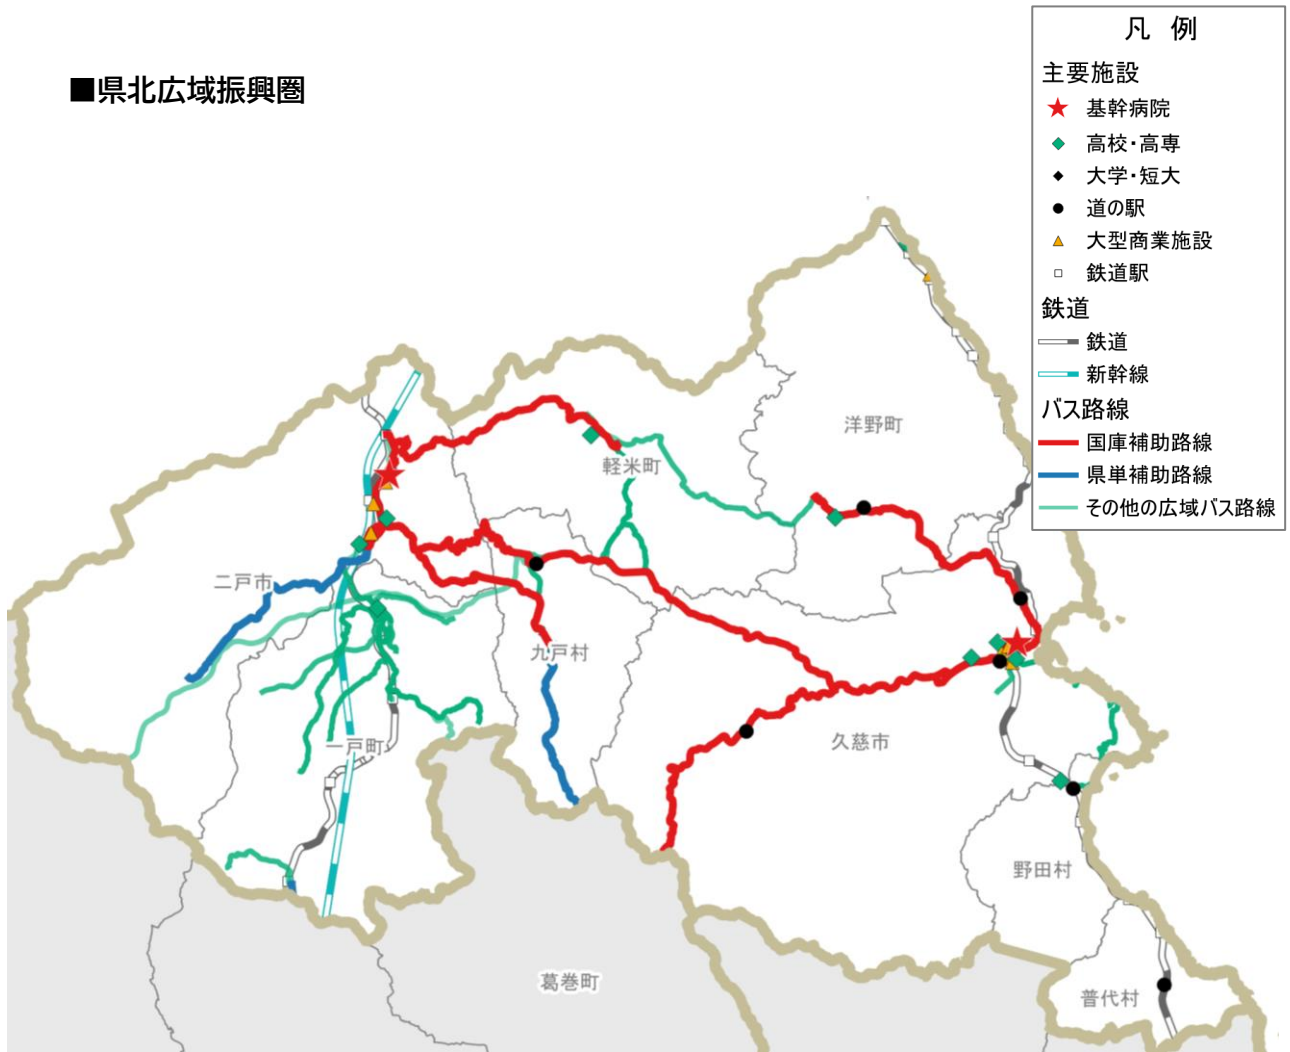 ■県北広域振興圏
凡 例
主要施設
基幹病院
高校・高専
大学・短大
道の駅
大型商業施設
鉄道駅
鉄道
鉄道
新幹線
バス路線
国庫補助路線
県単補助路線
その他の広域バス路線
洋野町
軽米町
二戸市
九戸村
一戸町
久慈市
野田村
葛巻町
普代村